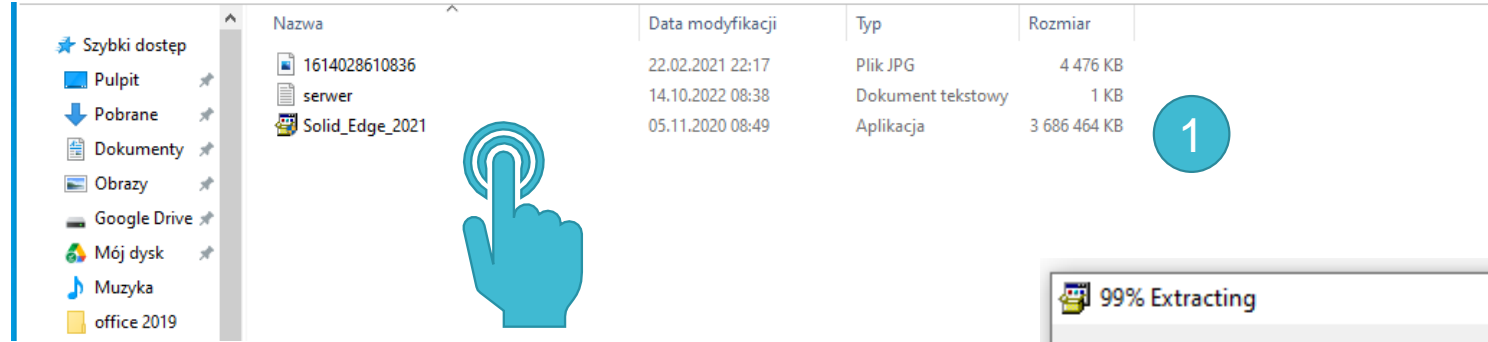 Nazwa Data modyfikacji Typ Rozmiar
Szybki dostęp
Pulpit
Pobrane
Dokumenty
Obrazy
Google Drive
Mój dysk
Muzyka
office 2019
1614028610836 22.02.2021 22:17 Plik JPG 4 476 KB
serwer 14.10.2022 08:38 Dokument tekstowy 1 KB
Solid_Edge_2021 05.11.2020 08:49 Aplikacja 3 686 464 KB
1
99% Extracting